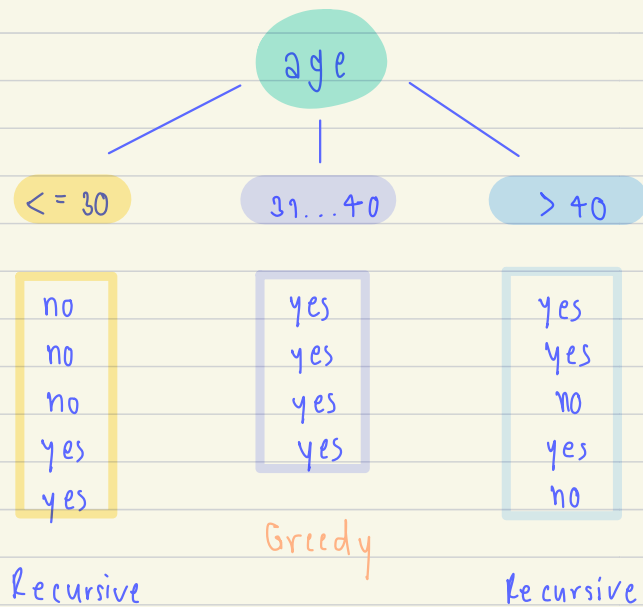 age
<= 30
31...40
> 40
no
no
no
yes
yes
yes
yes
yes
yes
yes
yes
no
yes
no
Greedy
Recursive
Recursive